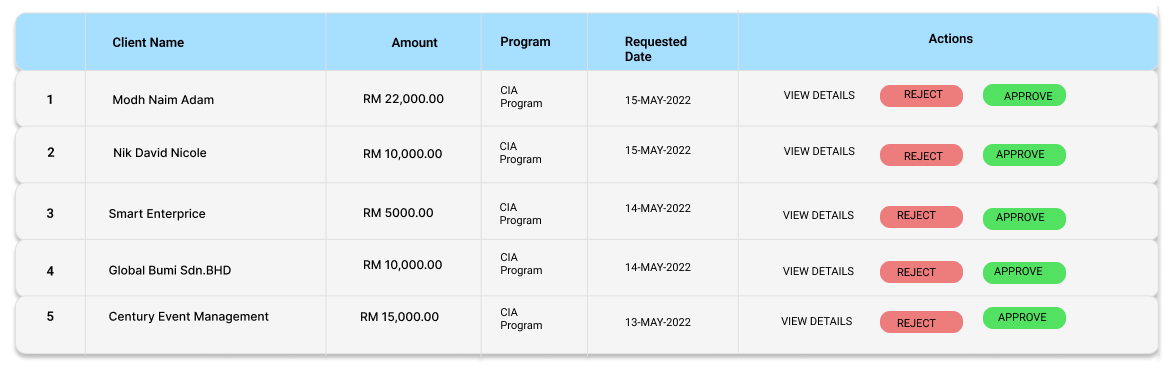 Client Name Amount Program Requested Date Actions
1 Modh Naim Adam RM 22,000.00 CIA Program 15-MAY-2022 VIEW DETAILS REJECT APPROVE
2 Nik David Nicole RM 10,000.00 CIA Program 15-MAY-2022 VIEW DETAILS REJECT APPROVE
3 Smart Enterprice RM 5000.00 CIA Program 14-MAY-2022 VIEW DETAILS REJECT APPROVE
4 Global Bumi Sdn.BHD RM 10,000.00 CIA Program 14-MAY-2022 VIEW DETAILS REJECT APPROVE
5 Century Event Management RM 15,000.00 CIA Program 13-MAY-2022 VIEW DETAILS REJECT APPROVE